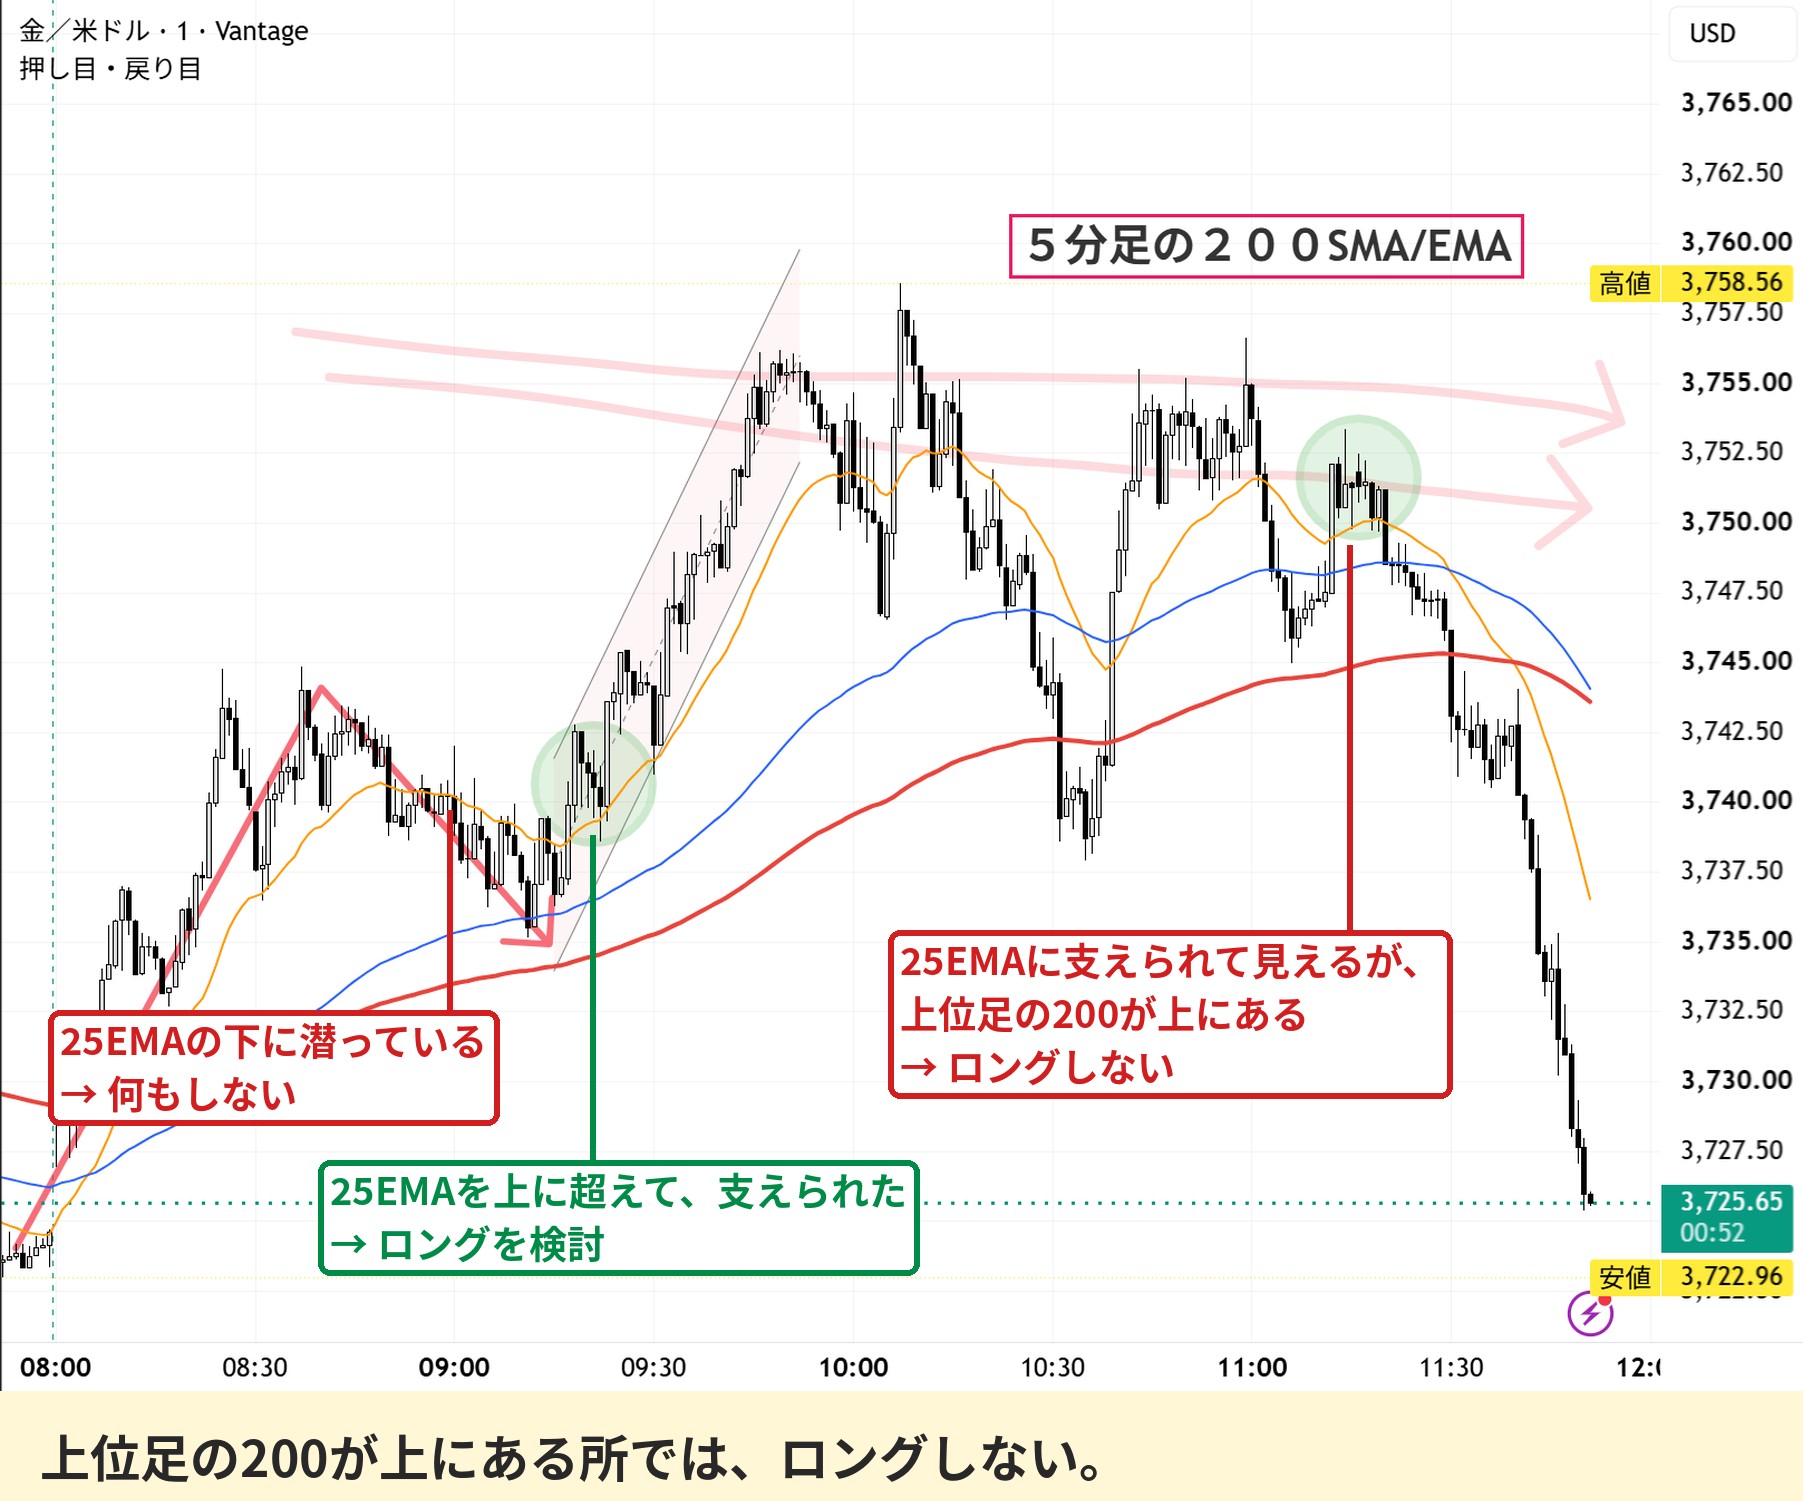 金／米ドル・1・Vantage
押し目・戻り目
USD
3,765.00
3,762.50
５分足の２００SMA/EMA
3,760.00
高値 3,758.56
3,757.50
3,755.00
3,752.50
3,750.00
3,747.50
3,745.00
3,742.50
3,740.00
3,737.50
3,735.00
25EMAに支えられて見えるが、
上位足の200が上にある
→ ロングしない
3,732.50
25EMAの下に潜っている
→ 何もしない
3,730.00
3,727.50
25EMAを上に超えて、支えられた
→ ロングを検討
3,725.65
00:52
安値 3,722.96
08:00 08:30 09:00 09:30 10:00 10:30 11:00 11:30
上位足の200が上にある所では、ロングしない。